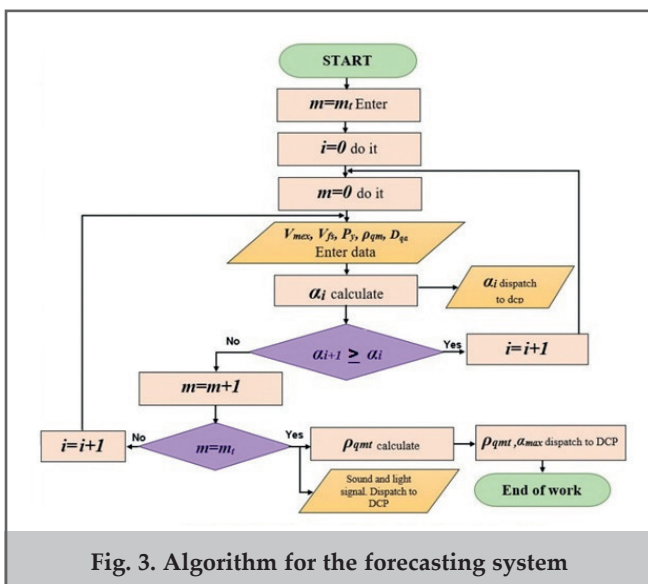 START
m=mₜ Enter
i=0 do it
m=0 do it
Vmex, Vfs, Py, ρqm, Dqa
Enter data
αi calculate
αi dispatch
to dcp
No
αi+1 ≥ αi
Yes
i=i+1
m=m+1
i=i+1
No
m=mₜ
Yes
ρqmt calculate
ρqmt ,αmax dispatch to DCP
Sound and light
signal. Dispatch to
DCP
End of work
Fig. 3. Algorithm for the forecasting system